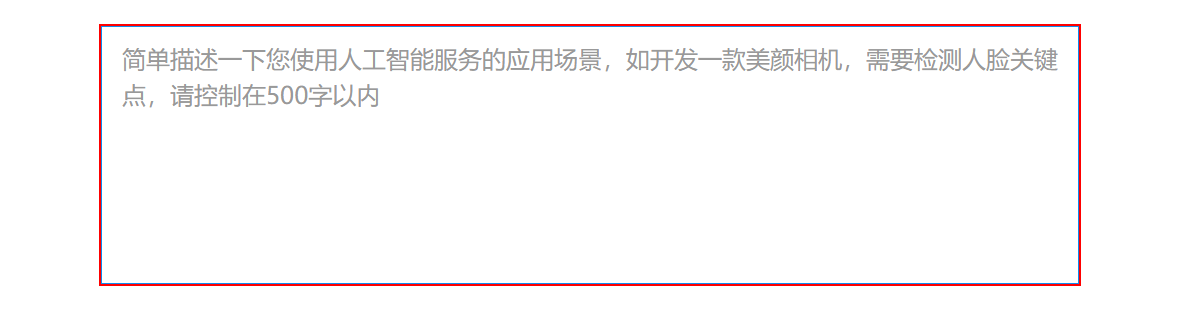 简单描述一下您使用人工智能服务的应用场景，如开发一款美颜相机，需要检测人脸关键
点，请控制在500字以内